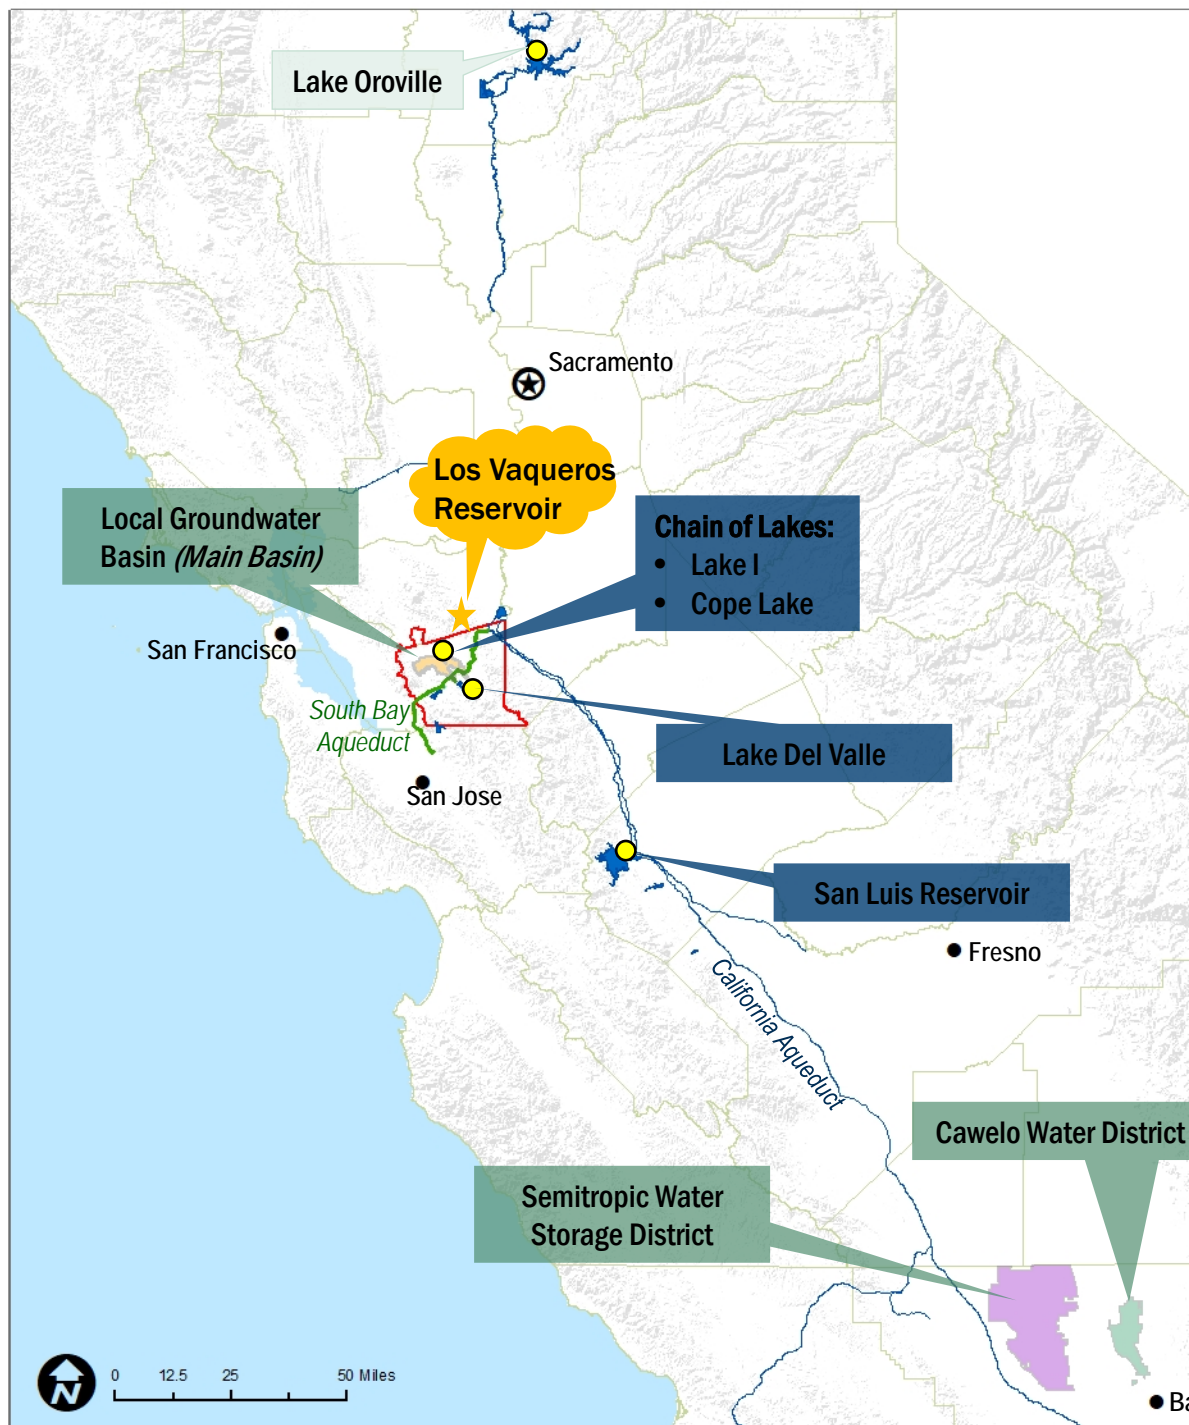 Lake Oroville
Sacramento
Los Vaqueros
Reservoir
Local Groundwater
Basin (Main Basin)
Chain of Lakes:
• Lake I
• Cope Lake
San Francisco
South Bay
Aqueduct
Lake Del Valle
San Jose
San Luis Reservoir
Fresno
California Aqueduct
Cawelo Water District
Semitropic Water
Storage District
N
0 12.5 25 50 Miles
Ba